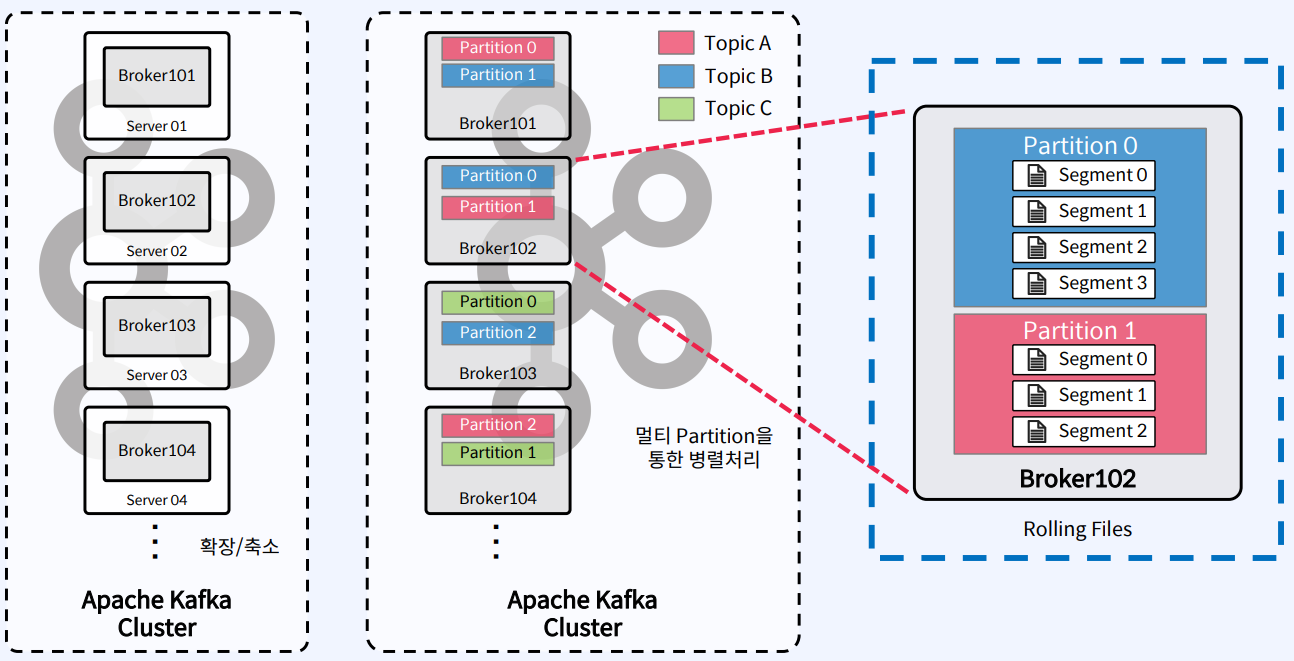 Broker101
Server 01
Broker102
Server 02
Broker103
Server 03
Broker104
Server 04
확장/축소
Apache Kafka
Cluster
Partition 0
Partition 1
Broker101
Partition 0
Partition 1
Broker102
Partition 0
Partition 2
Broker103
Partition 2
Partition 1
Broker104
Topic A
Topic B
Topic C
멀티 Partition을
통한 병렬처리
Apache Kafka
Cluster
Partition 0
Segment 0
Segment 1
Segment 2
Segment 3
Partition 1
Segment 0
Segment 1
Segment 2
Broker102
Rolling Files